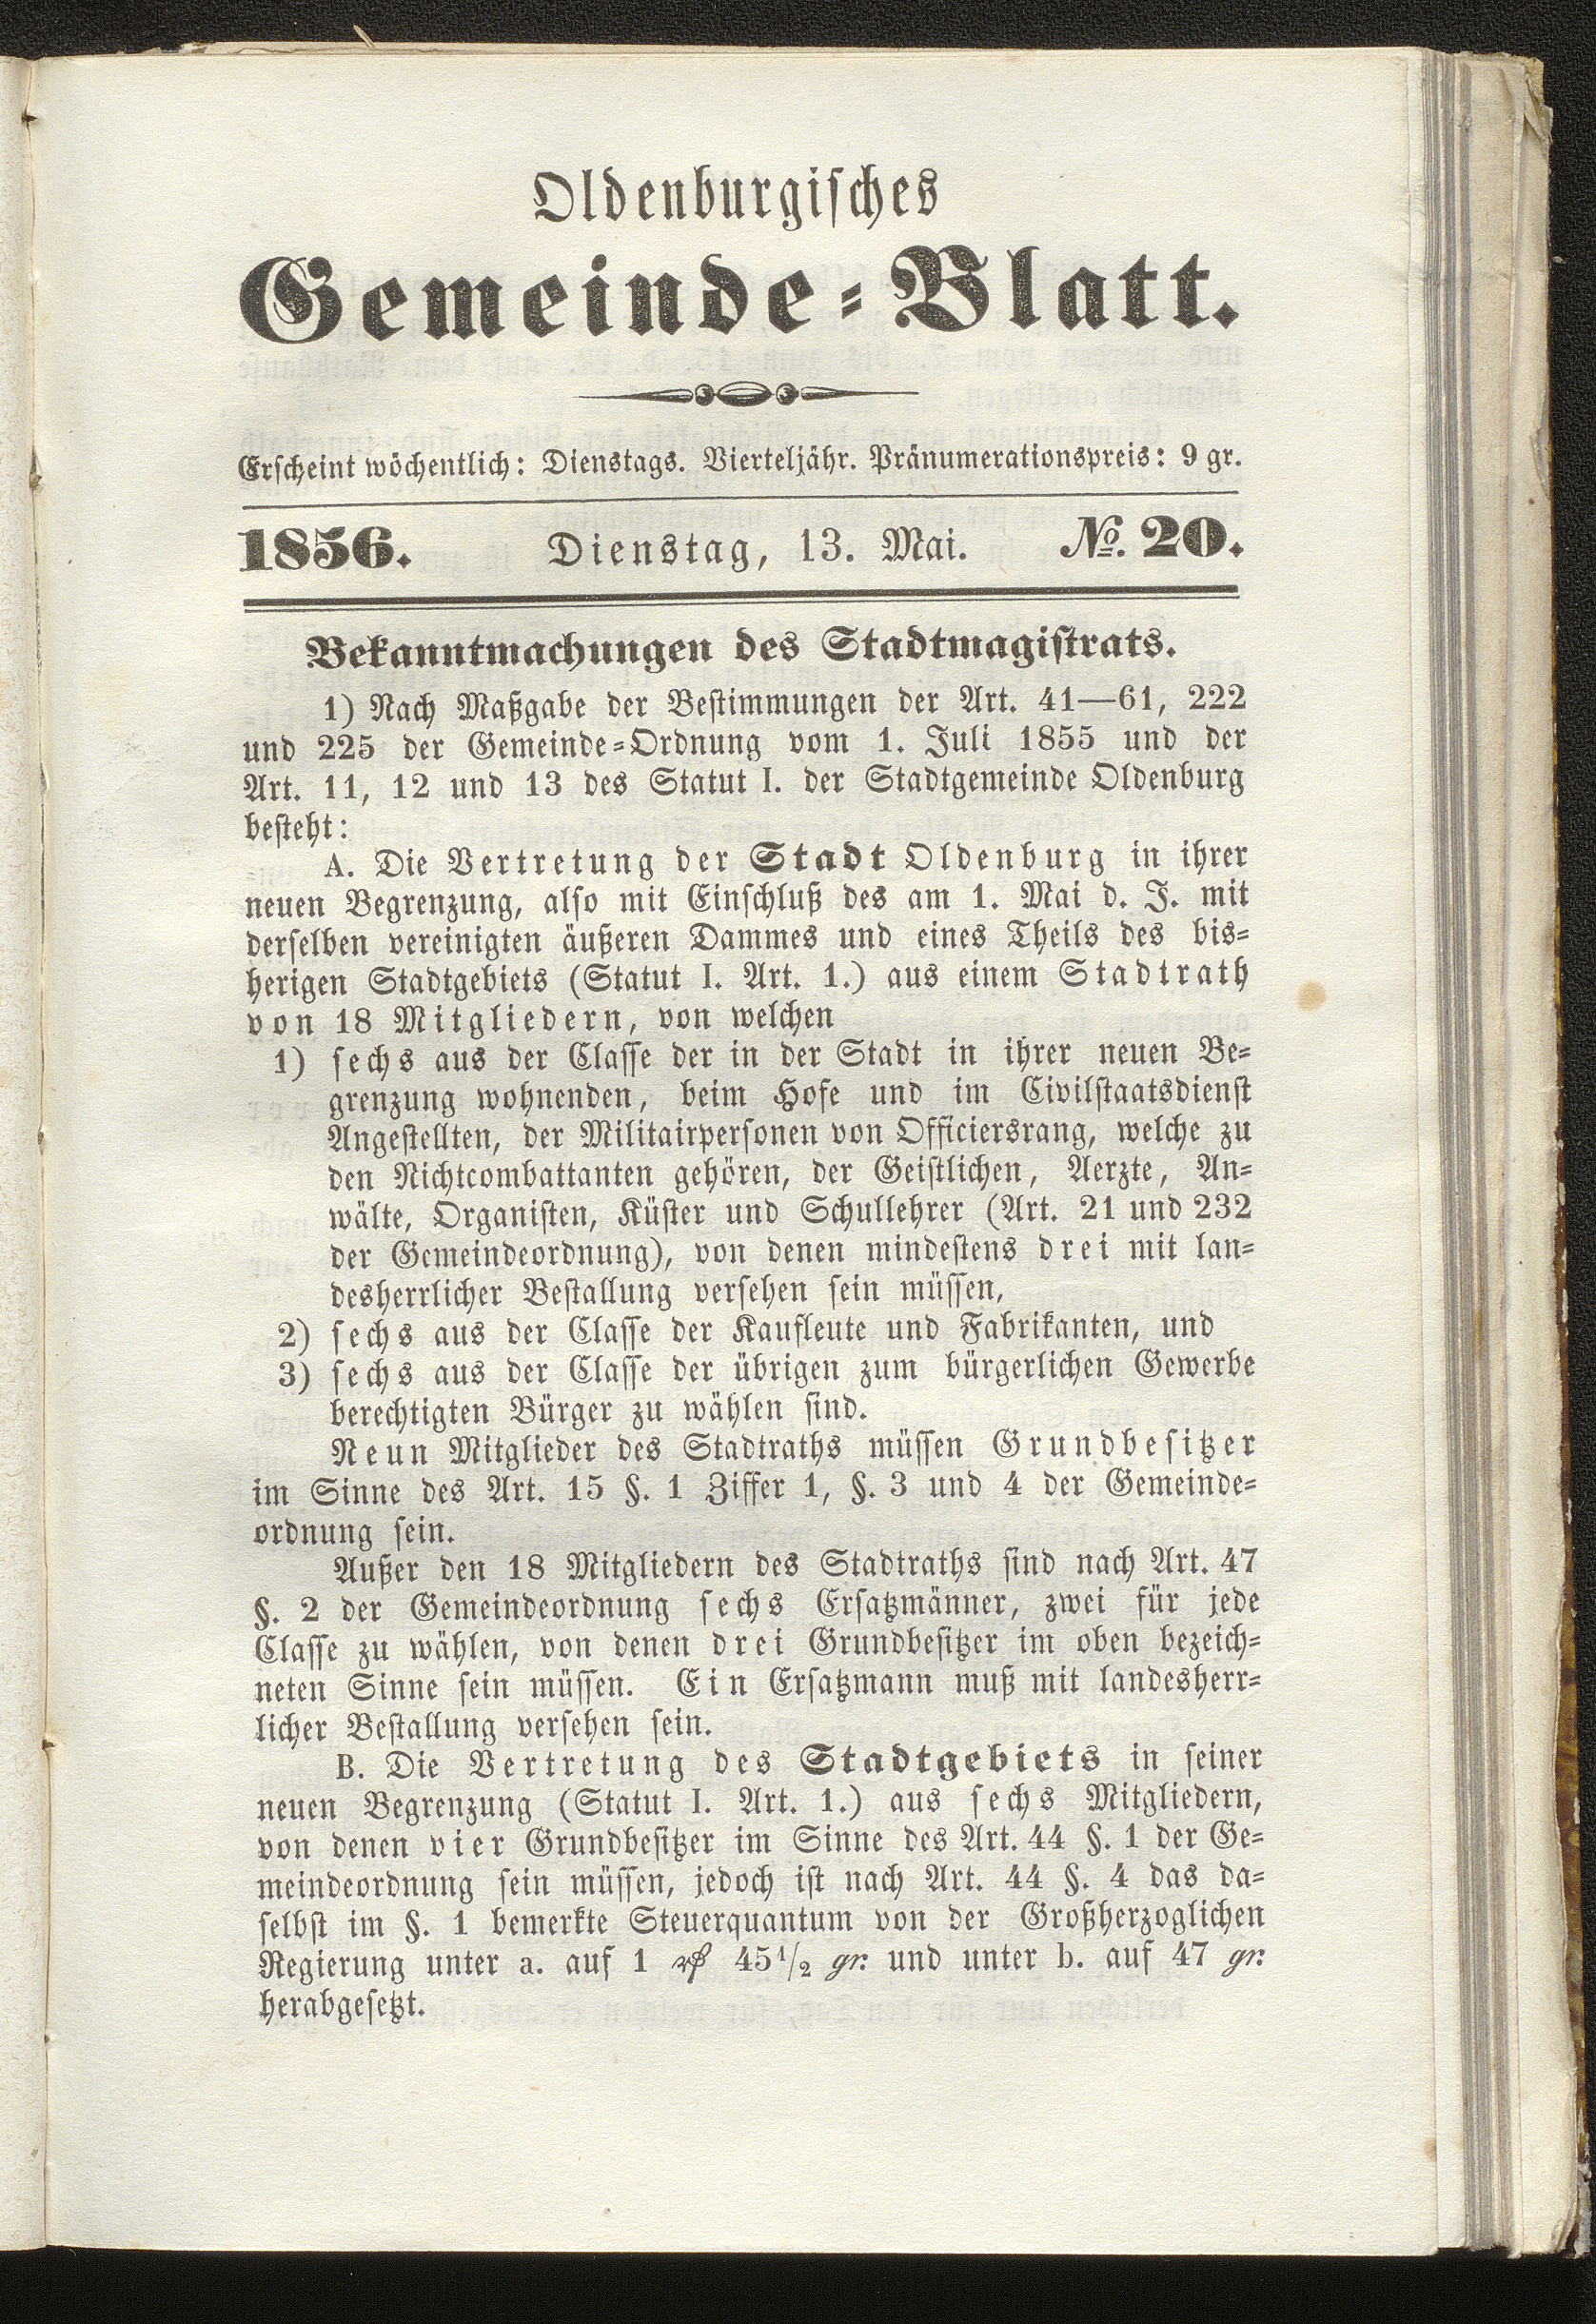 Oldenburgisches
Gemeinde-Blatt.
Erscheint wöchentlich: Dienstags. Vierteljähr. Pränumerationspreis: 9 gr.
1856. Dienstag, 13. Mai. №. 20.
Bekanntmachungen des Stadtmagistrats.
1) Nach Maßgabe der Bestimmungen der Art. 41—61, 222
und 225 der Gemeinde-Ordnung vom 1. Juli 1855 und der
Art. 11, 12 und 13 des Statut I. der Stadtgemeinde Oldenburg
besteht:
A. Die Vertretung der Stadt Oldenburg in ihrer
neuen Begrenzung, also mit Einschluß des am 1. Mai d. J. mit
derselben vereinigten äußeren Dammes und eines Theils des bis-
herigen Stadtgebiets (Statut I. Art. 1.) aus einem Stadtrath
von 18 Mitgliedern, von welchen
1) sechs aus der Classe der in der Stadt in ihrer neuen Be-
grenzung wohnenden, beim Hofe und im Civilstaatsdienst
Angestellten, der Militairpersonen von Officiersrang, welche zu
den Nichtcombattanten gehören, der Geistlichen, Aerzte, An-
wälte, Organisten, Küster und Schullehrer (Art. 21 und 232
der Gemeindeordnung), von denen mindestens drei mit lan-
desherrlicher Bestallung versehen sein müssen,
2) sechs aus der Classe der Kaufleute und Fabrikanten, und
3) sechs aus der Classe der übrigen zum bürgerlichen Gewerbe
berechtigten Bürger zu wählen sind.
Neun Mitglieder des Stadtraths müssen Grundbesitzer
im Sinne des Art. 15 §. 1 Ziffer 1, §. 3 und 4 der Gemeinde-
ordnung sein.
Außer den 18 Mitgliedern des Stadtraths sind nach Art. 47
§. 2 der Gemeindeordnung sechs Ersatzmänner, zwei für jede
Classe zu wählen, von denen drei Grundbesitzer im oben bezeich-
neten Sinne sein müssen. Ein Ersatzmann muß mit landesherr-
licher Bestallung versehen sein.
B. Die Vertretung des Stadtgebiets in seiner
neuen Begrenzung (Statut I. Art. 1.) aus sechs Mitgliedern,
von denen vier Grundbesitzer im Sinne des Art. 44 §. 1 der Ge-
meindeordnung sein müssen, jedoch ist nach Art. 44 §. 4 das da-
selbst im §. 1 bemerkte Steuerquantum von der Großherzoglichen
Regierung unter a. auf 1 ₰ 45½ gr. und unter b. auf 47 gr.
herabgesetzt.